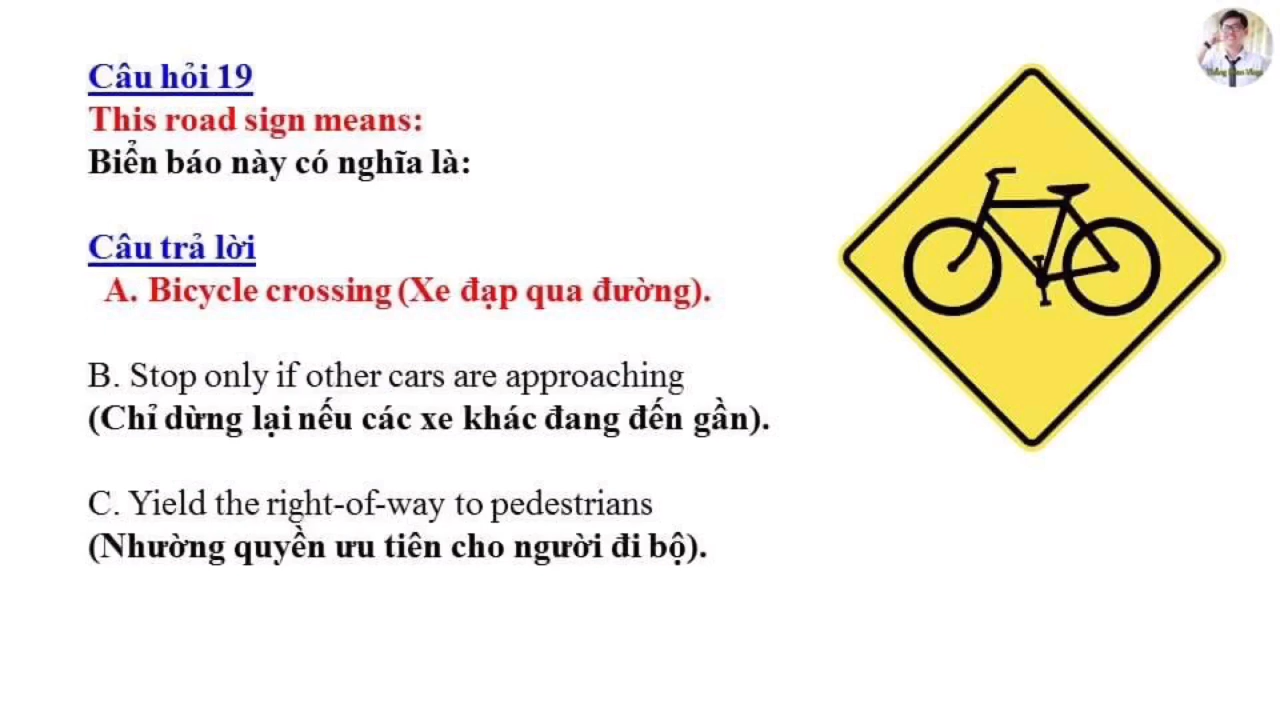 Câu hỏi 19
This road sign means:
Biển báo này có nghĩa là:
Câu trả lời
A. Bicycle crossing (Xe đạp qua đường).
B. Stop only if other cars are approaching
(Chỉ dừng lại nếu các xe khác đang đến gần).
C. Yield the right-of-way to pedestrians
(Nhường quyền ưu tiên cho người đi bộ).